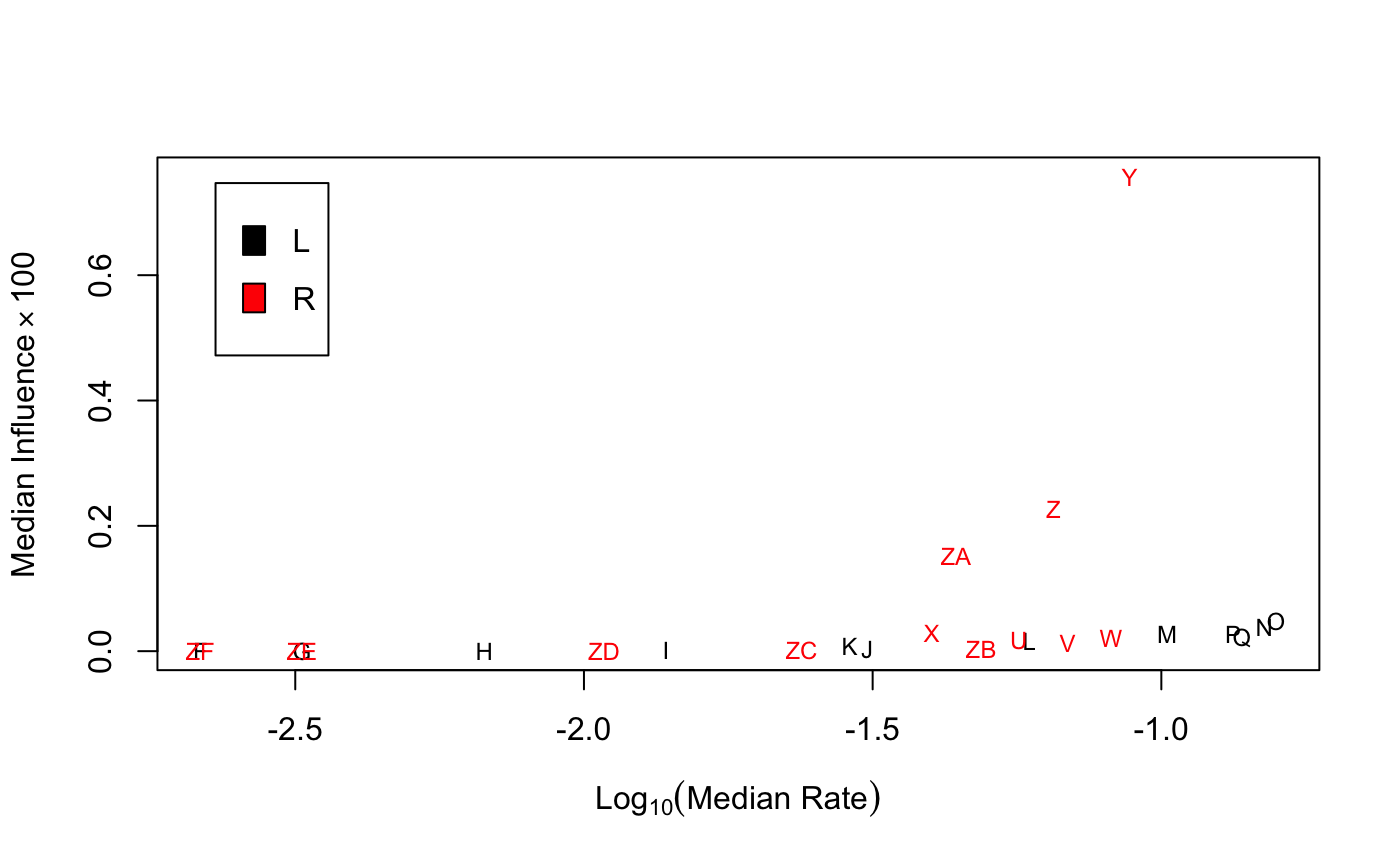 Y
L
R
0.6
0.4
0.2
0.0
Median Influence × 100
Z
ZA
X
O
N
M
P
Q
W
U
L
V
K
J
ZB
ZC
I
ZD
H
G
ZE
F
ZF
-2.5
-2.0
-1.5
-1.0
Log10(Median Rate)